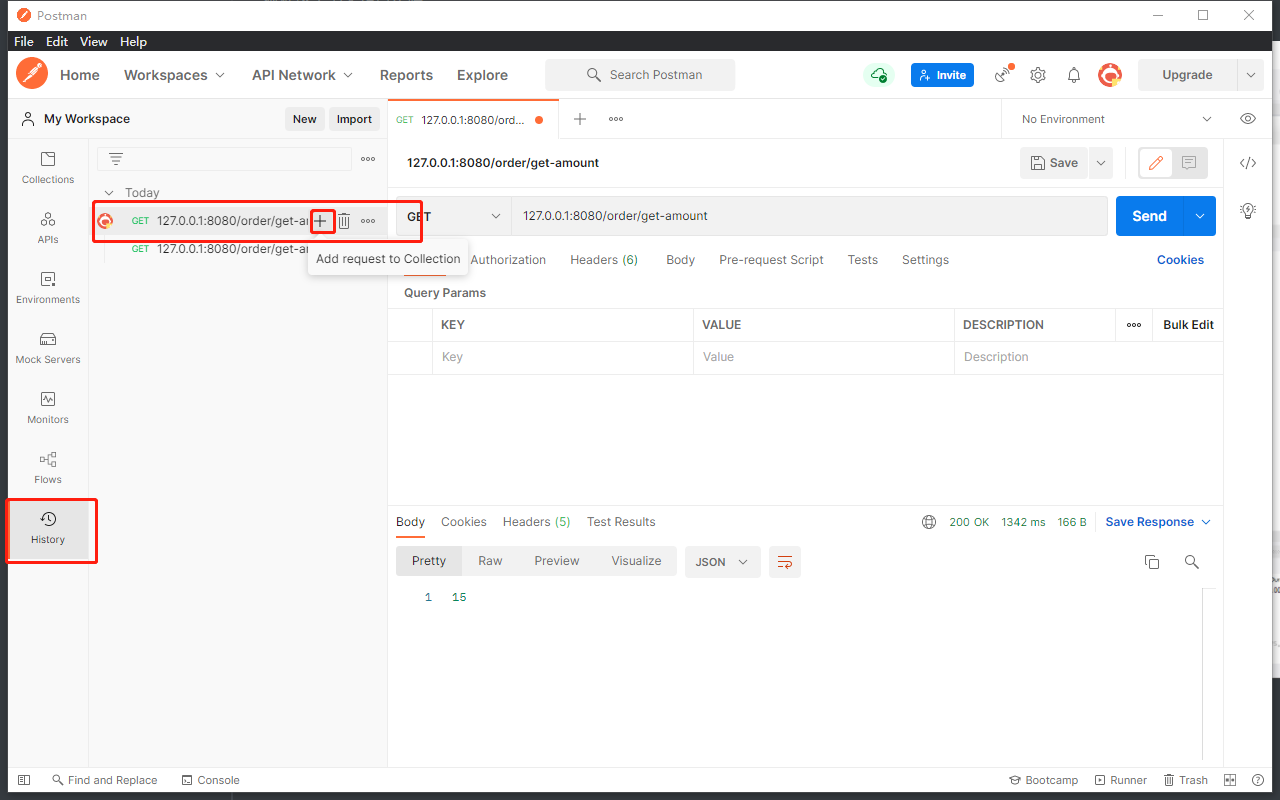 Postman
File Edit View Help
Home Workspaces API Network Reports Explore Search Postman Invite Upgrade
My Workspace New Import
GET 127.0.0.1:8080/ord...
No Environment
Collections
APIs
Environments
Mock Servers
Monitors
Flows
History
Today
GET 127.0.0.1:8080/order/get-a
GET 127.0.0.1:8080/order/get-a
Add request to Collection
127.0.0.1:8080/order/get-amount
Save
GET 127.0.0.1:8080/order/get-amount Send
Authorization Headers (6) Body Pre-request Script Tests Settings Cookies
Query Params
KEY VALUE DESCRIPTION Bulk Edit
Key Value Description
Body Cookies Headers (5) Test Results 200 OK 1342 ms 166 B Save Response
Pretty Raw Preview Visualize JSON
1 15
Find and Replace Console Bootcamp Runner Trash